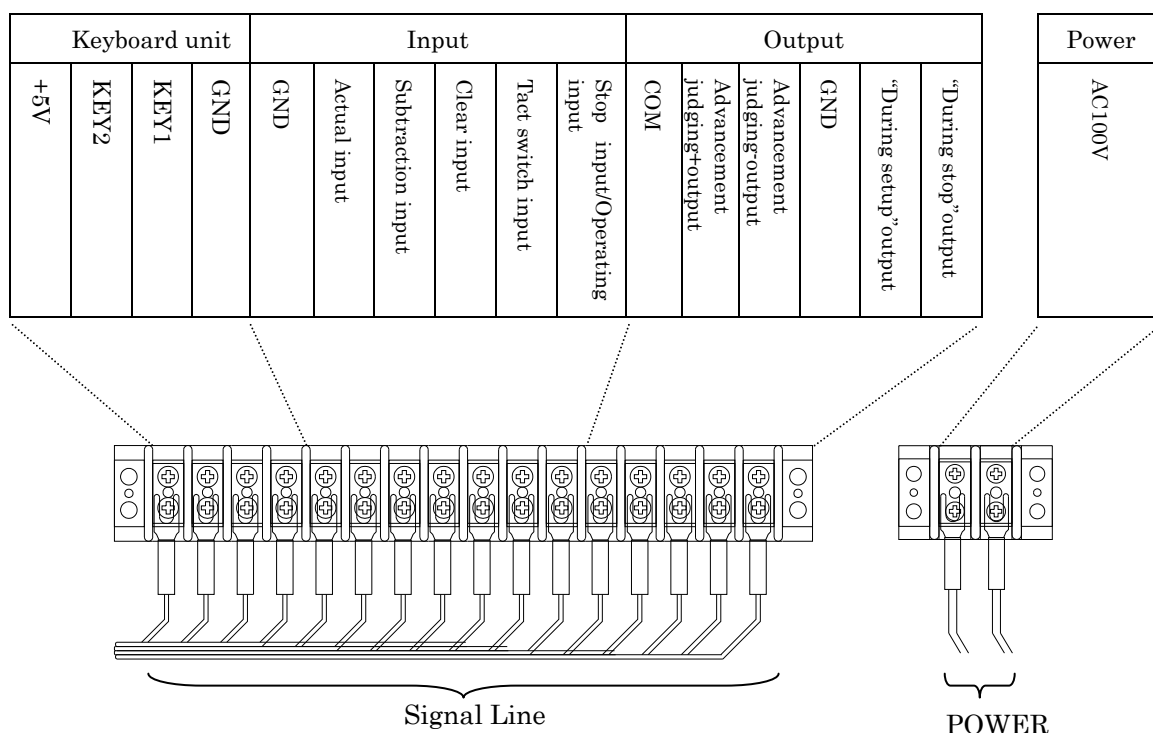 Keyboard unit
Input
Output
Power
+5V
KEY2
KEY1
GND
GND
Actual input
Subtraction input
Clear input
Tact switch input
Stop input/Operating
input
COM
Advancement
judging+output
Advancement
judging-output
GND
“During
setup”output
“During stop”output
AC100V
Signal Line
POWER